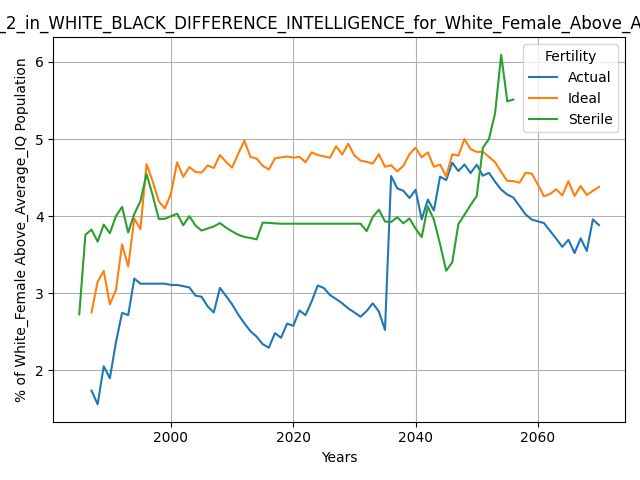 _2_in_WHITE_BLACK_DIFFERENCE_INTELLIGENCE_for_White_Female_Above_A
Fertility
Actual
Ideal
Sterile
% of White_Female Above_Average_IQ Population
6
5
4
3
2
2000
2020
2040
2060
Years